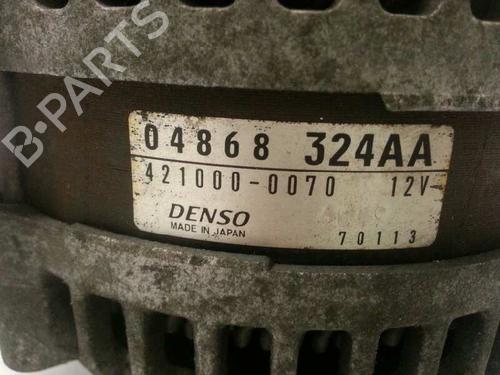 B-PARTS
04868 324AA
421000-0070 12V
DENSO
MADE IN JAPAN
70113